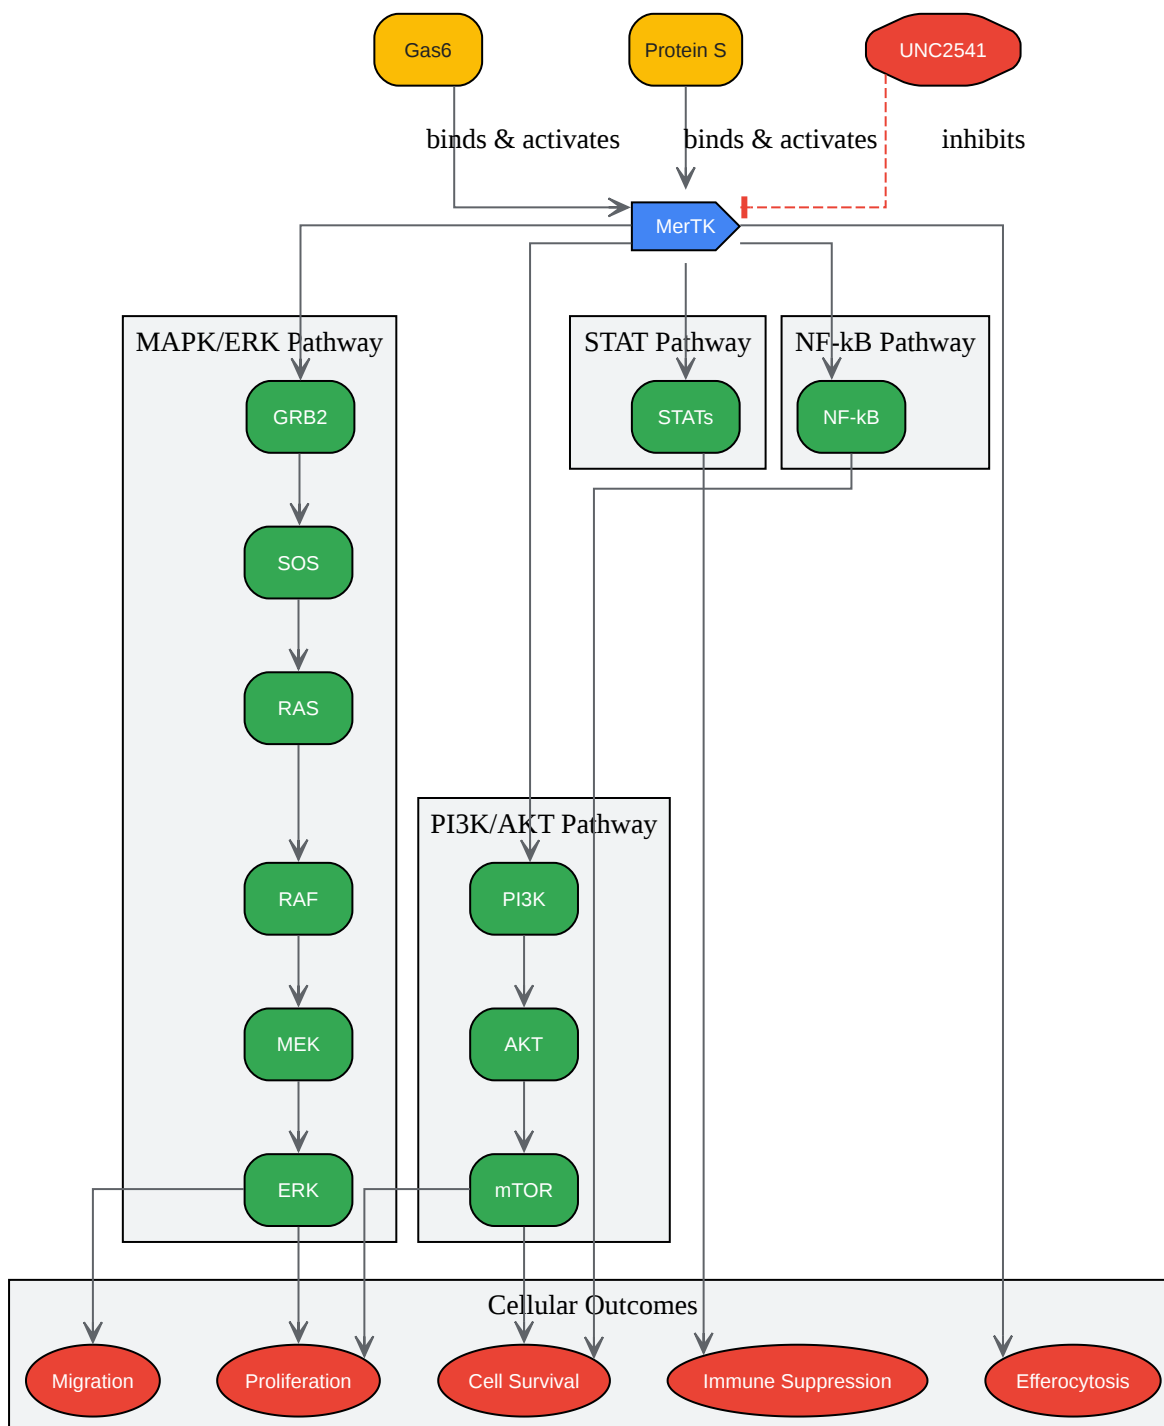 Gas6
Protein S
UNC2541
binds & activates
binds & activates
inhibits
MerTK
MAPK/ERK Pathway
STAT Pathway
NF-kB Pathway
GRB2
STATs
NF-kB
SOS
RAS
PI3K/AKT Pathway
RAF
PI3K
MEK
AKT
ERK
mTOR
Cellular Outcomes
Migration
Proliferation
Cell Survival
Immune Suppression
Efferocytosis